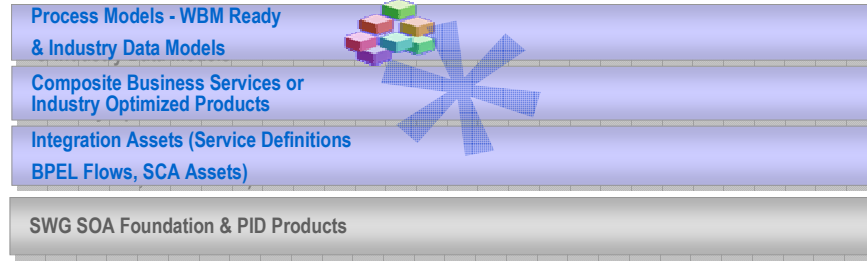 Process Models - WBM Ready
& Industry Data Models
Composite Business Services or
Industry Optimized Products
Integration Assets (Service Definitions
BPEL Flows, SCA Assets)
SWG SOA Foundation & PID Products